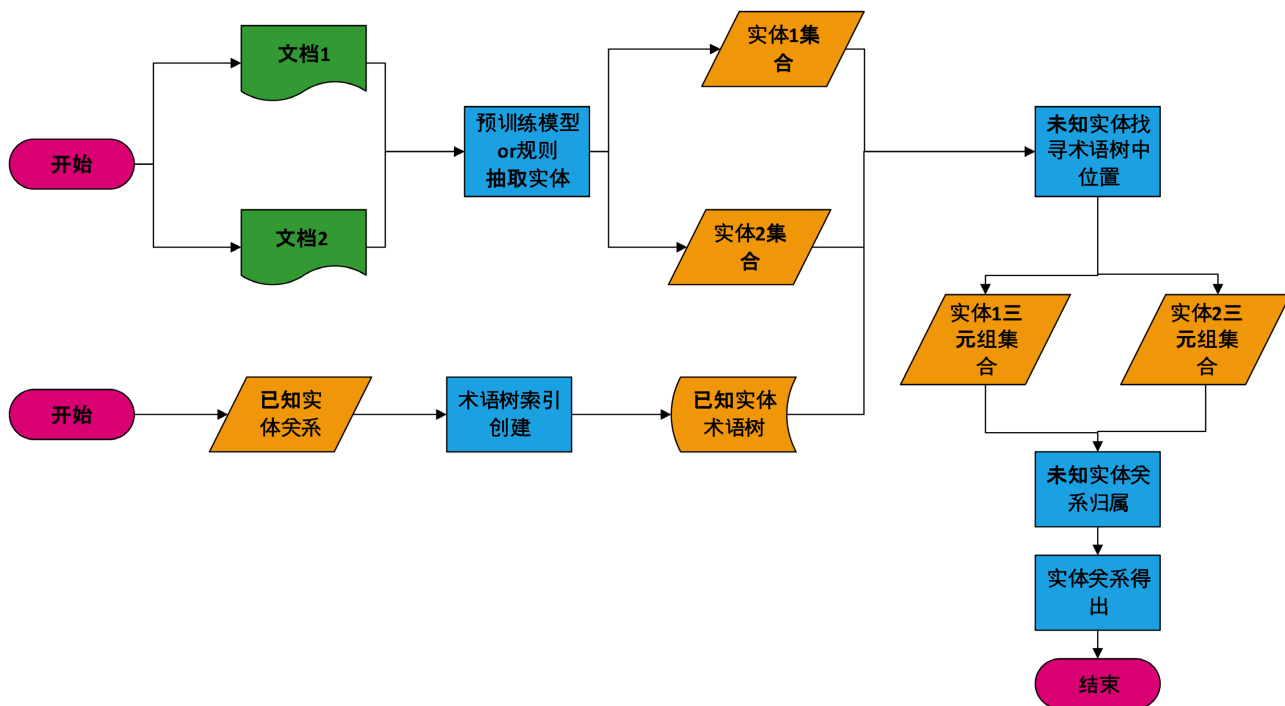 文档1
实体1集
合
开始
预训练模型
or规则
抽取实体
未知实体找
寻术语树中
位置
文档2
实体2集
合
实体1三
元组集合
实体2三
元组集合
开始
已知实
体关系
术语树索引
创建
已知实体
术语树
未知实体关
系归属
实体关系得
出
结束